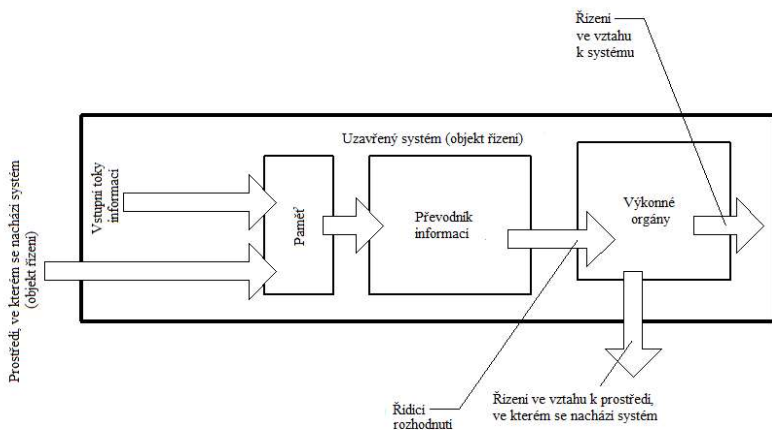 Řízení
ve vztahu
k systému
Uzavřený systém (objekt řízení)
Prostředí, ve kterém se nachází systém
(objekt řízení)
Vstupní toky
informací
Paměť
Převodník
informací
Výkonné
orgány
Řídicí
rozhodnutí
Řízení ve vztahu k prostředí,
ve kterém se nachází systém